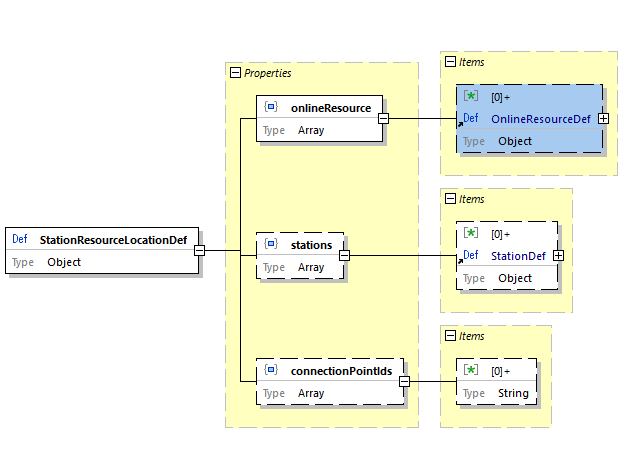 Properties
Items
onlineResource
Type Array
[0]+
Def OnlineResourceDef
Type Object
Items
stations
Type Array
[0]+
Def StationDef
Type Object
Def StationResourceLocationDef
Type Object
Items
connectionPointIds
Type Array
[0]+
Type String